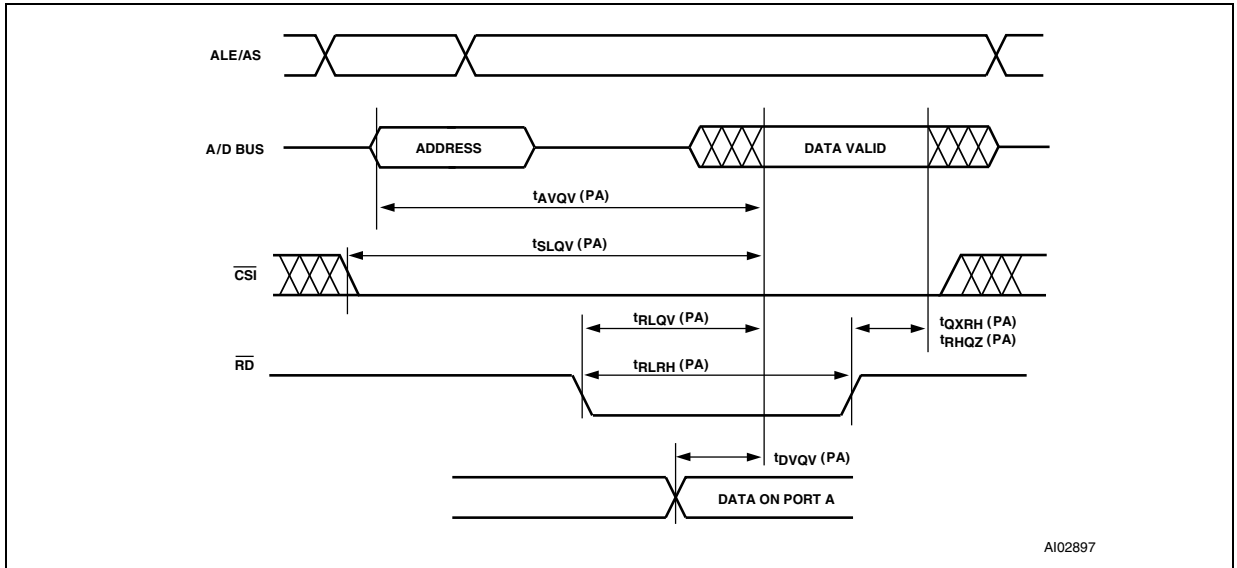 ALE/AS
A/D BUS
ADDRESS
DATA VALID
tAVQV (PA)
tSLQV (PA)
CSI
tRLQV (PA)
tQXRH (PA)
tRHQZ (PA)
RD
tRLRH (PA)
tDVQV (PA)
DATA ON PORT A
AI02897